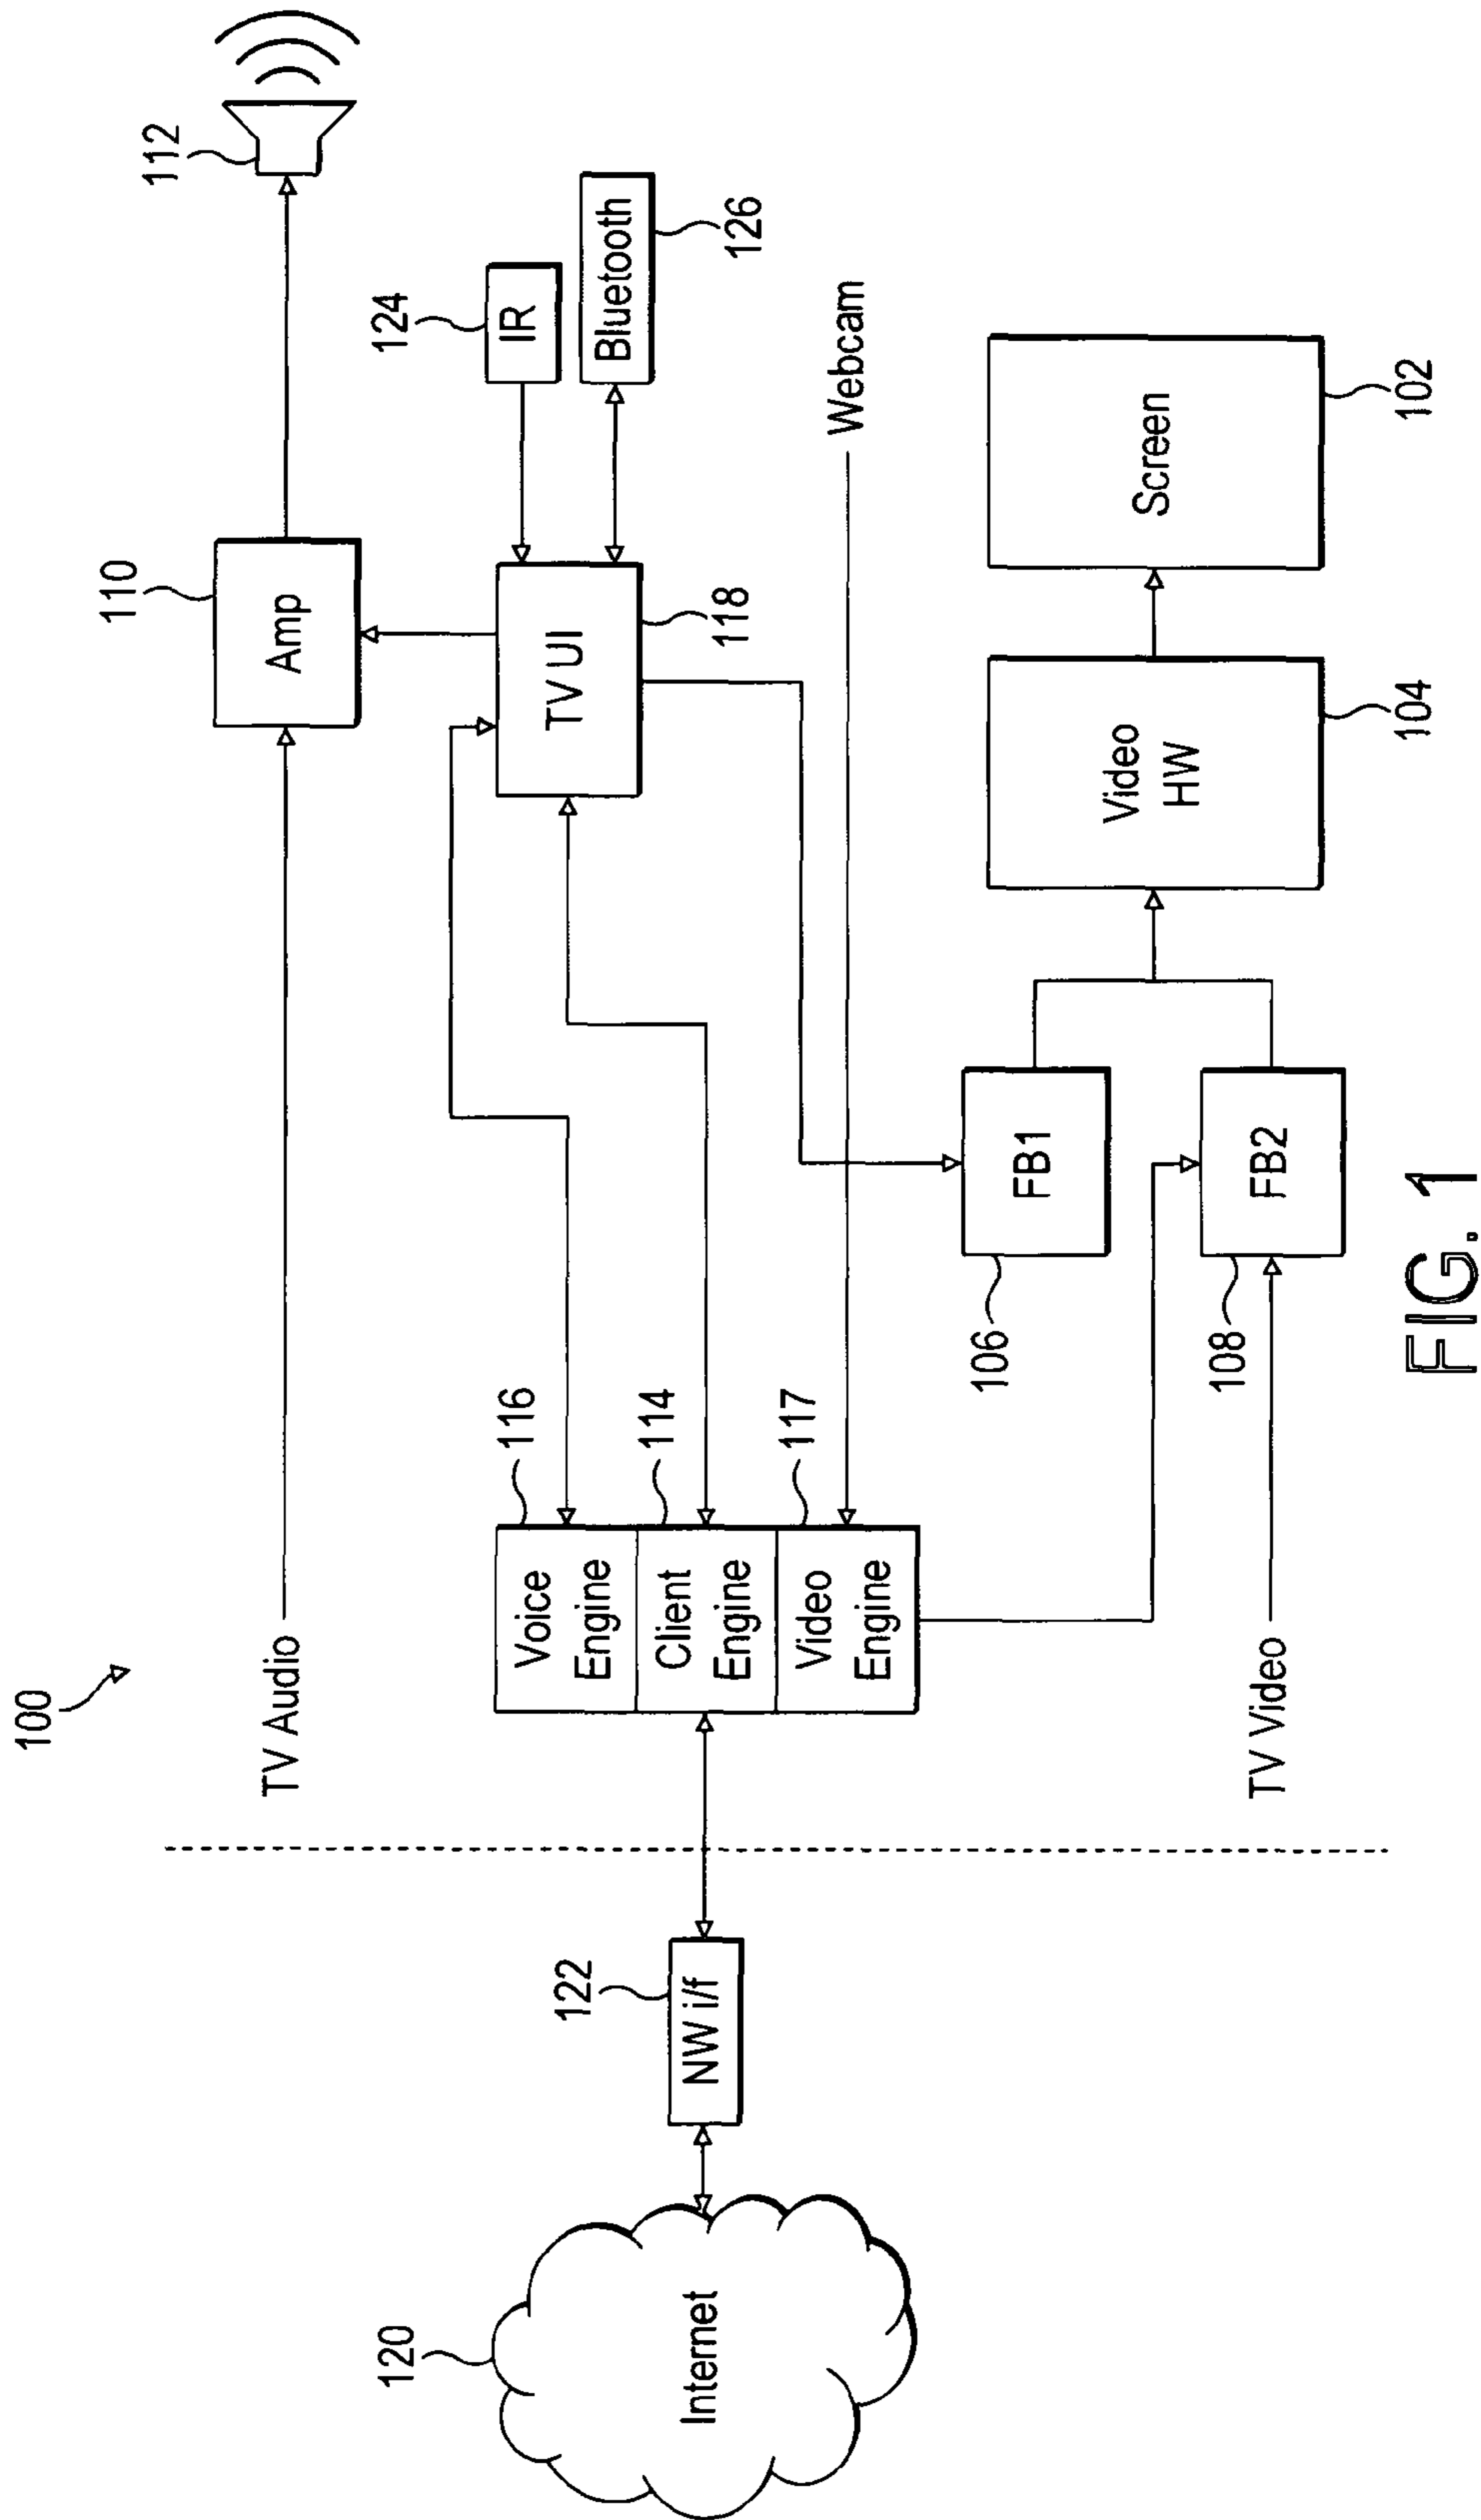 100
112
110
TV Audio
Amp
124
IR
Bluetooth
126
TV UI
118
Webcam
120
Internet
122
NW i/f
116
Voice
Engine
114
Client
Engine
117
Video
Engine
106
FB1
Video
HW
104
Screen
102
TV Video
108
FB2
FIG. 1